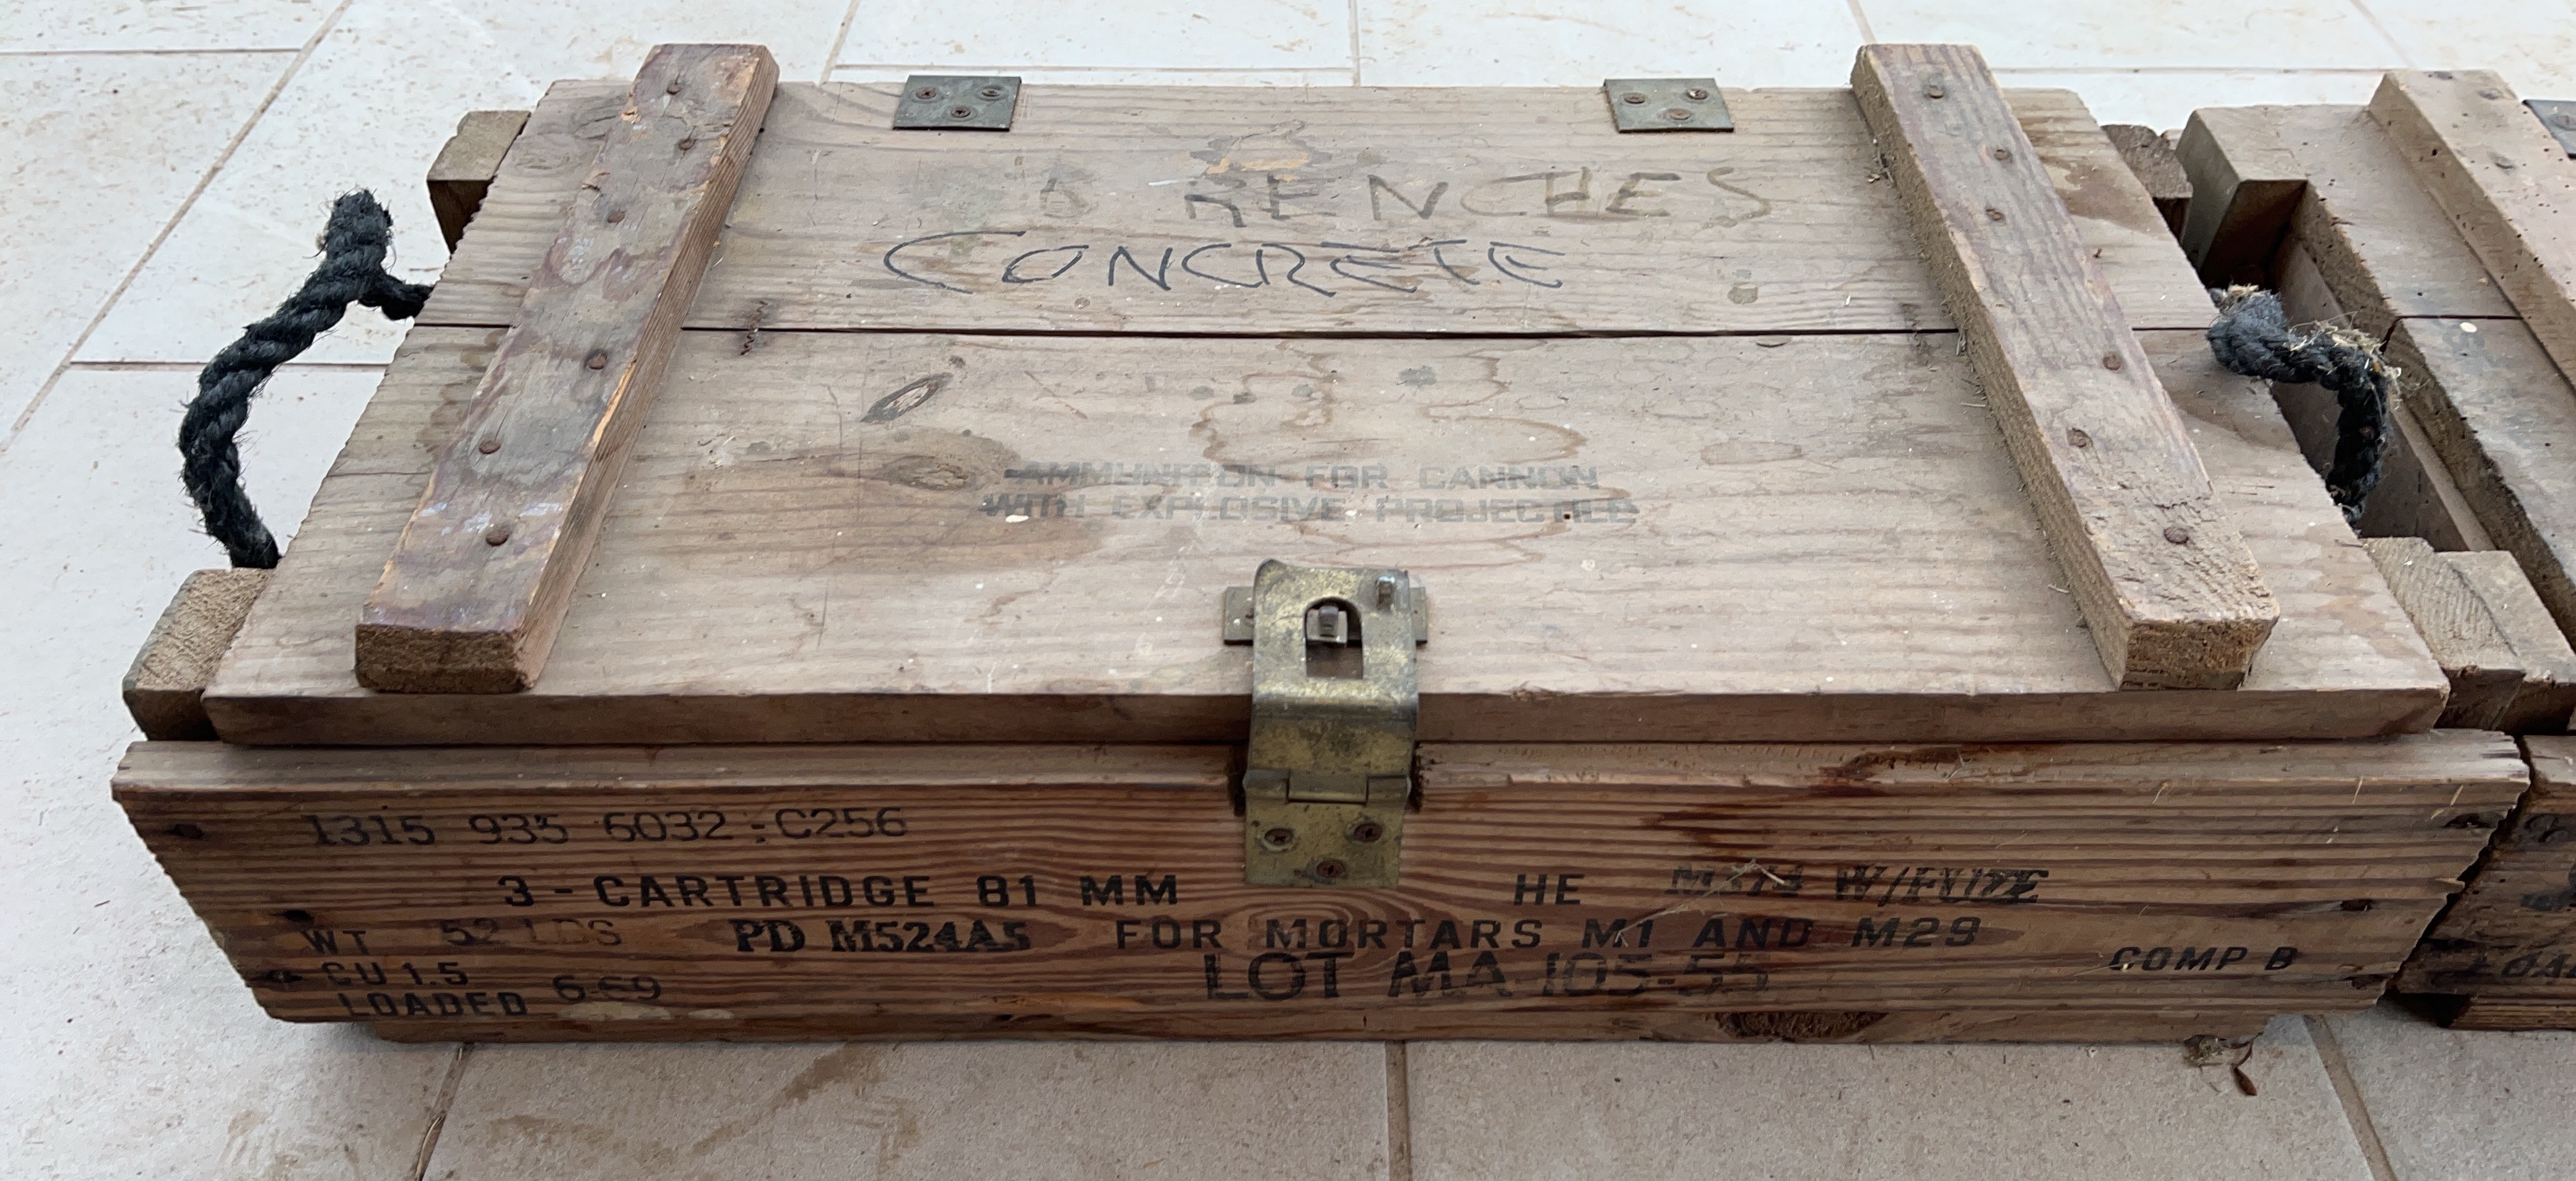 CONCRETE
AMMUNITION FOR CANNON
WITH EXPLOSIVE PROJECTILE
1315 935 6032-C256
3-CARTRIDGE 81 MM HE W/FUZE
WT 52 LBS PD M524A5 FOR MORTARS M1 AND M29
CU 1.5 LOT MA 105-55 COMP B
LOADED 6-69